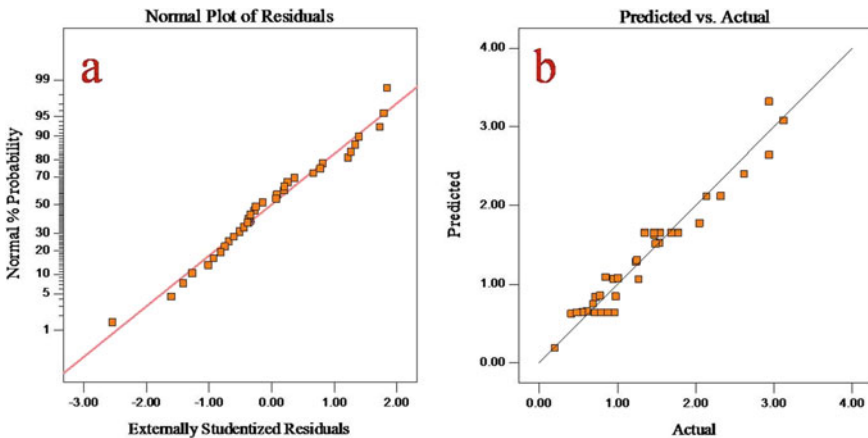 Normal Plot of Residuals
a
Normal % Probability
99
95
90
80
70
50
30
20
10
5
1
-3.00 -2.00 -1.00 0.00 1.00 2.00
Externally Studentized Residuals
Predicted vs. Actual
b
Predicted
4.00
3.00
2.00
1.00
0.00
0.00 1.00 2.00 3.00 4.00
Actual